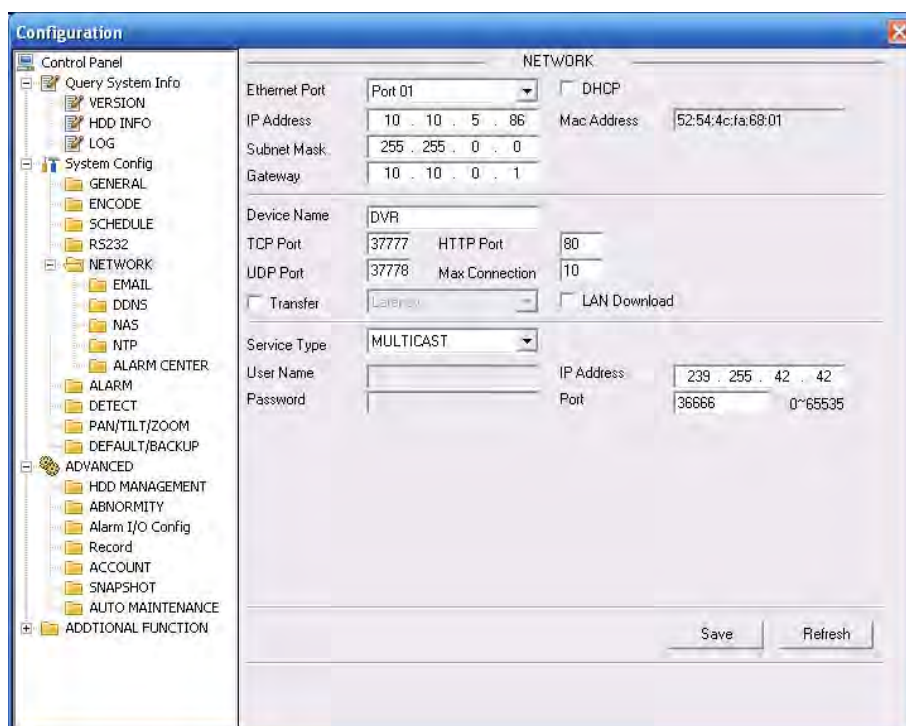 Configuration
Control Panel
Query System Info
VERSION
HDD INFO
LOG
System Config
GENERAL
ENCODE
SCHEDULE
RS232
NETWORK
EMAIL
DDNS
NAS
NTP
ALARM CENTER
ALARM
DETECT
PAN/TILT/ZOOM
DEFAULT/BACKUP
ADVANCED
HDD MANAGEMENT
ABNORMITY
Alarm I/O Config
Record
ACCOUNT
SNAPSHOT
AUTO MAINTENANCE
ADDTIONAL FUNCTION
NETWORK
Ethernet Port Port 01 DHCP
IP Address 10 . 10 . 5 . 86 Mac Address 52:54:4c:fa:68:01
Subnet Mask 255 . 255 . 0 . 0
Gateway 10 . 10 . 0 . 1
Device Name DVR
TCP Port 37777 HTTP Port 80
UDP Port 37778 Max Connection 10
Transfer Latency LAN Download
Service Type MULTICAST
User Name IP Address 239 . 255 . 42 . 42
Password Port 36666 0~65535
Save Refresh